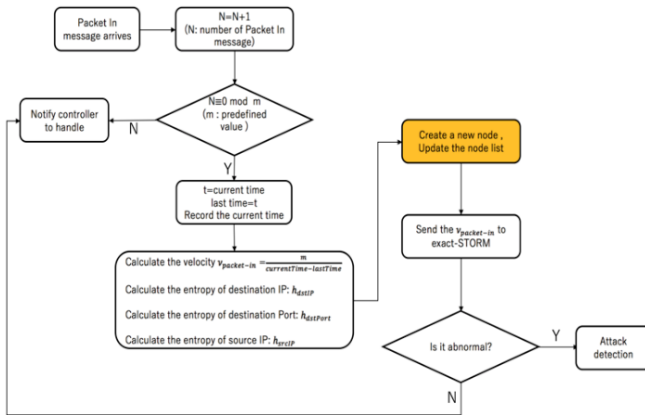 Packet In
message arrives
N=N+1
(N: number of Packet In
message)
Notify controller
to handle
N
N≡0 mod m
(m : predefined
value )
Y
t=current time
last time=t
Record the current time
Calculate the velocity v_packet−in = m / currentTime−lastTime
Calculate the entropy of destination IP: h_dstIP
Calculate the entropy of destination Port: h_dstPort
Calculate the entropy of source IP: h_srcIP
Create a new node ,
Update the node list
Send the v_packet−in to
exact-STORM
Is it abnormal?
Y
Attack
detection
N